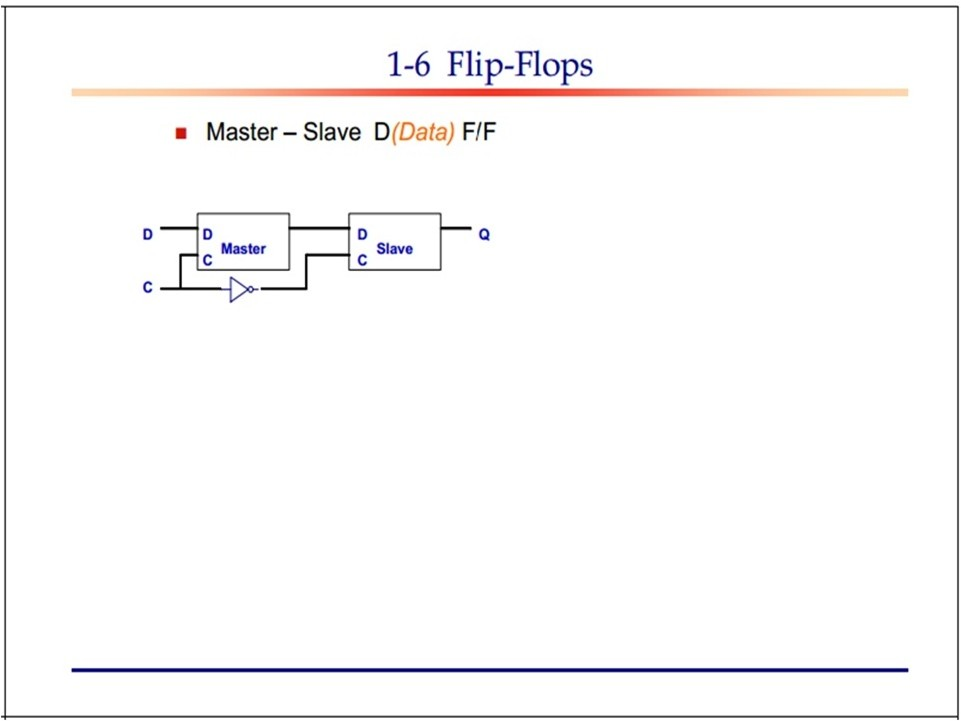 1-6 Flip-Flops
Master – Slave D(Data) F/F
D
D
Master
C
D
Slave
C
Q
C